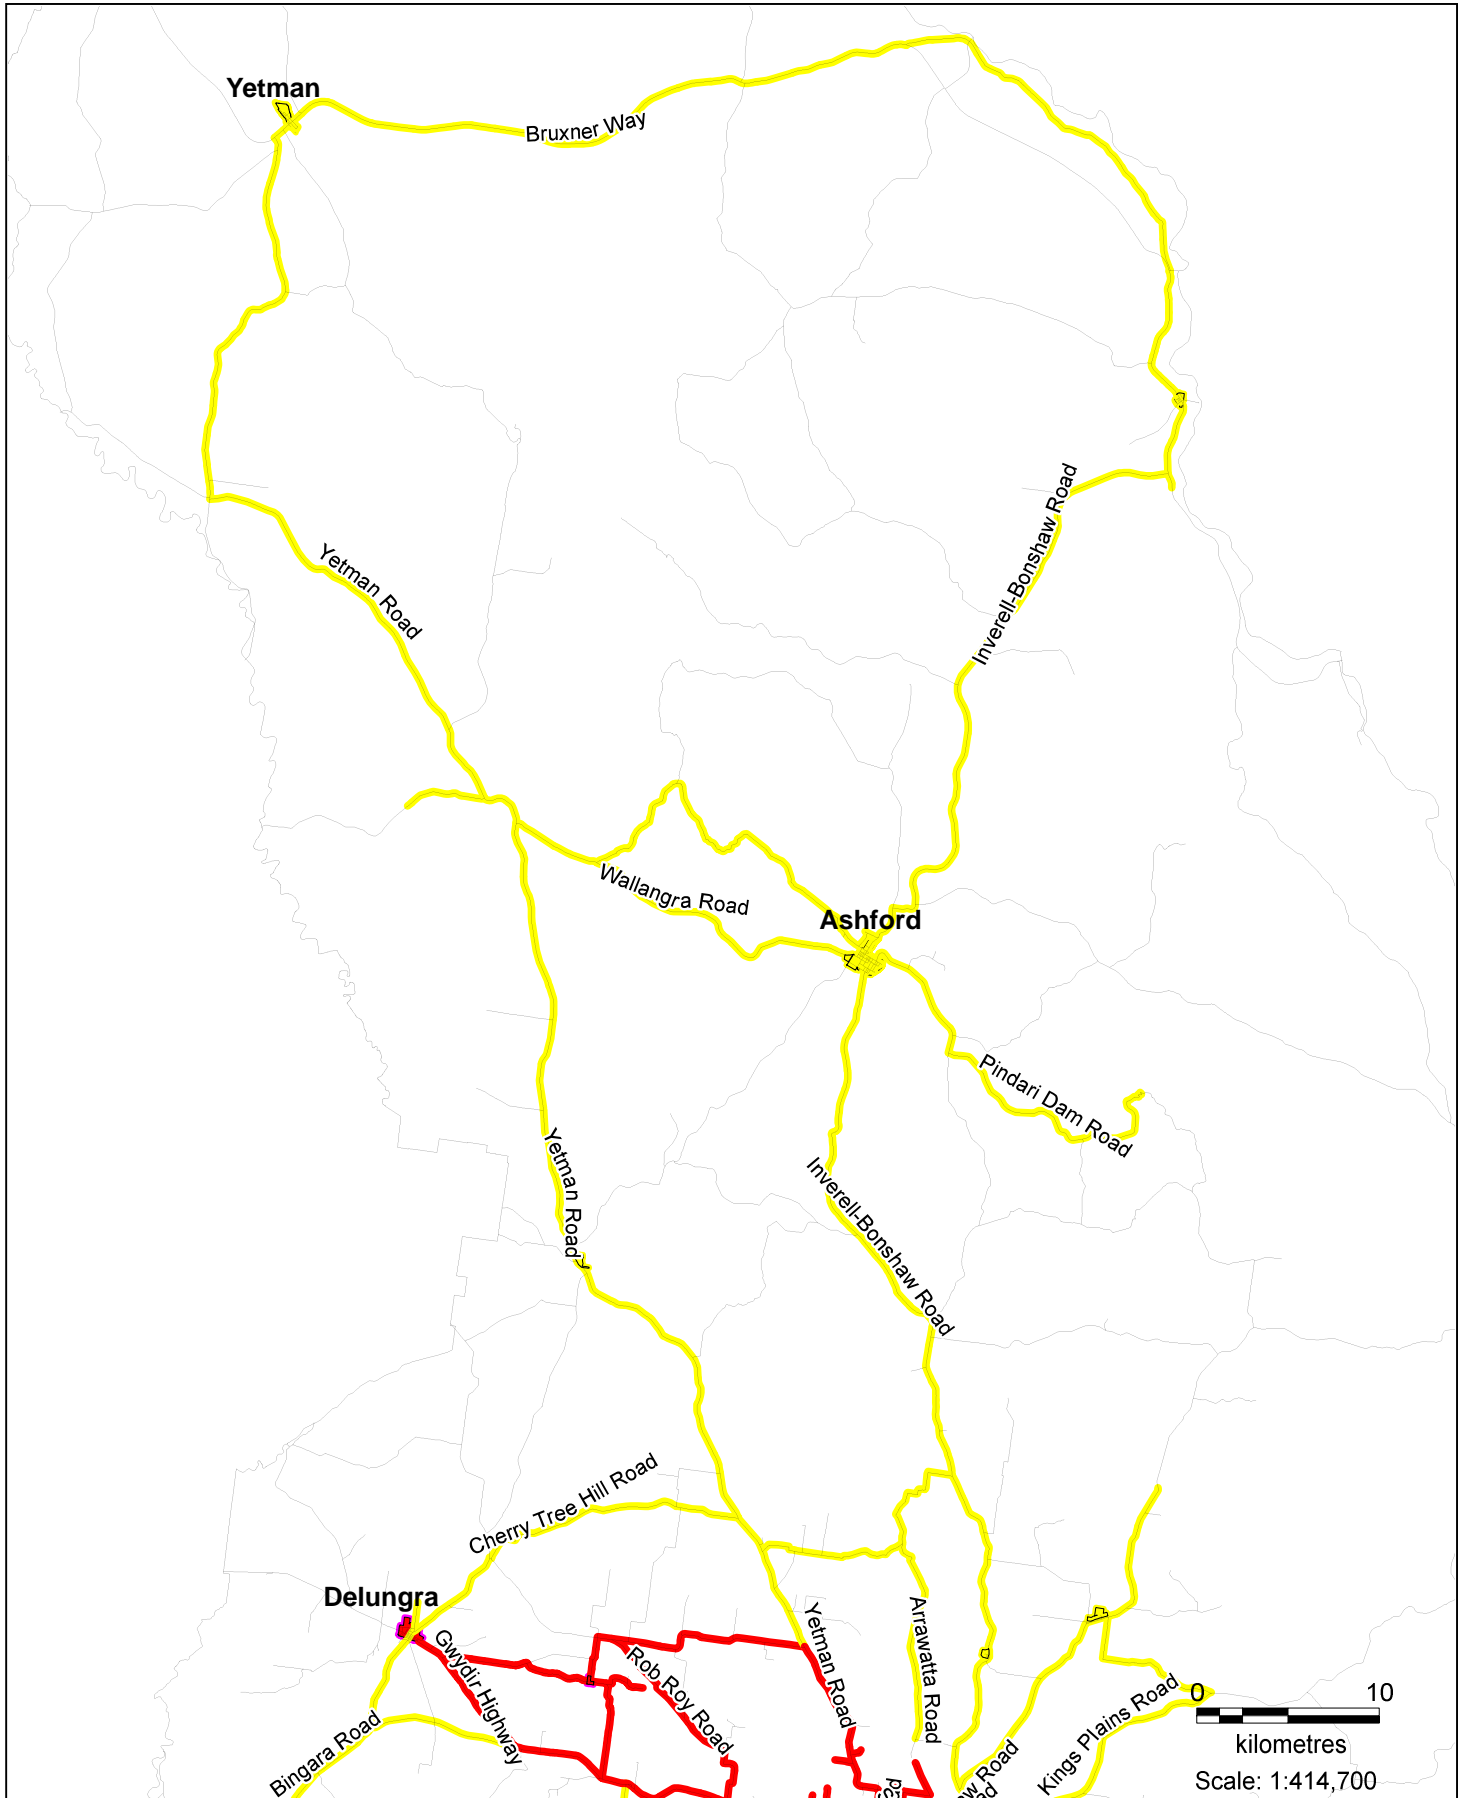 Yetman
Bruxner Way
Inverell-Bonshaw Road
Yetman Road
Wallangra Road
Ashford
Pindari Dam Road
Yetman Road
Inverell-Bonshaw Road
Cherry Tree Hill Road
Delungra
Gwydir Highway
Rob Roy Road
Yetman Road
Arrawatta Road
Bingara Road
Kings Plains Road
w Road
0 10
kilometres
Scale: 1:414,700